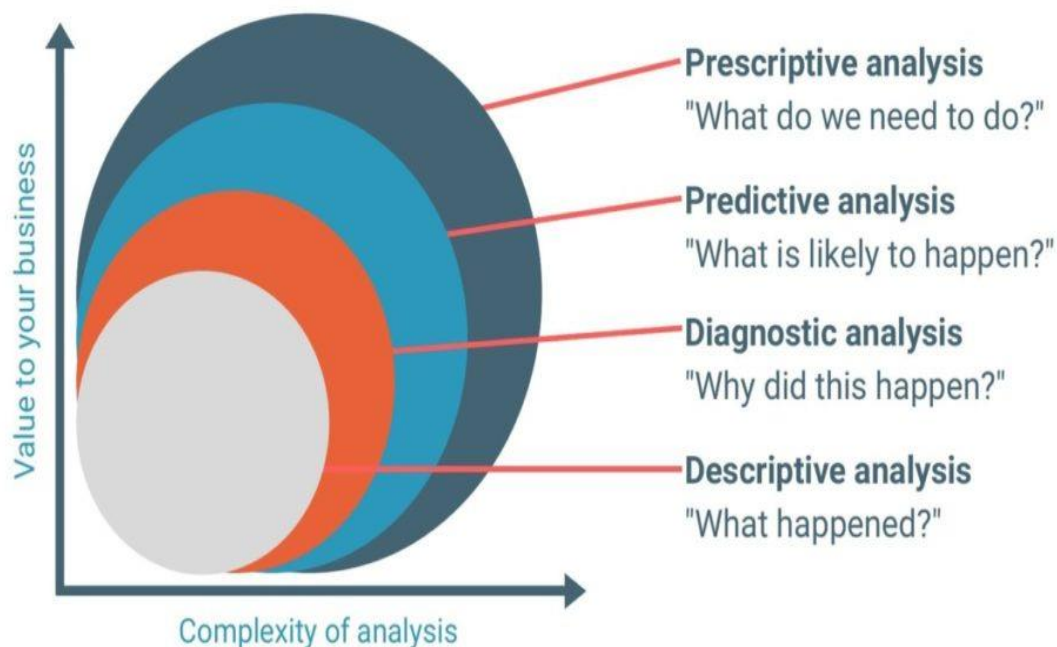 Prescriptive analysis
"What do we need to do?"
Predictive analysis
"What is likely to happen?"
Diagnostic analysis
"Why did this happen?"
Descriptive analysis
"What happened?"
Value to your business
Complexity of analysis